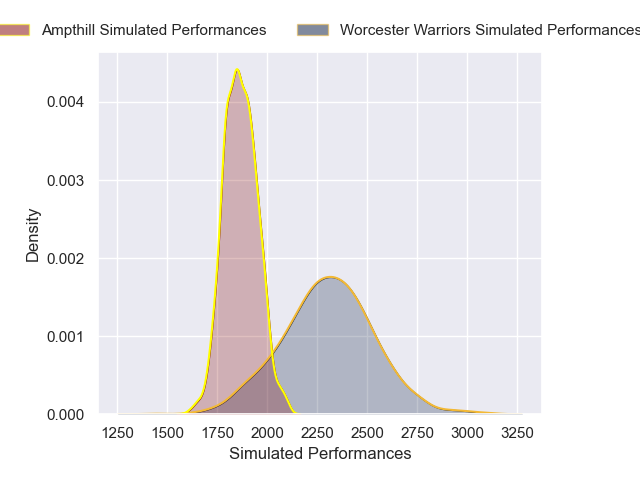 Ampthill Simulated Performances
Worcester Warriors Simulated Performances
0.004
0.003
0.002
0.001
0.000
Density
1250 1500 1750 2000 2250 2500 2750 3000 3250
Simulated Performances